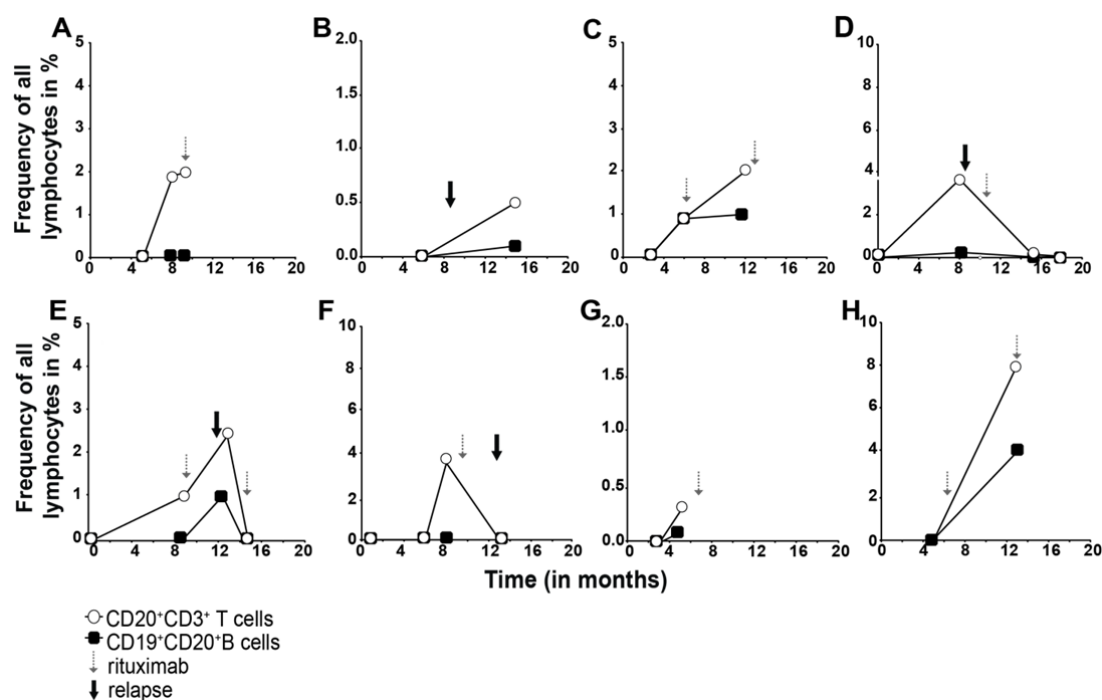 A
B
C
D
Frequency of all
lymphocytes in %
5
4
3
2
1
0
0 4 8 12 16 20
2.0
1.5
1.0
0.5
0.0
0 4 8 12 16 20
5
4
3
2
1
0
0 4 8 12 16 20
10
8
6
4
2
0
0 4 8 12 16 20
E
F
G
H
Frequency of all
lymphocytes in %
5
4
3
2
1
0
0 4 8 12 16 20
10
8
6
4
2
0
0 4 8 12 16 20
2.0
1.5
1.0
0.5
0.0
0 4 8 12 16 20
10
8
6
4
2
0
0 4 8 12 16 20
Time (in months)
CD20⁺CD3⁺ T cells
CD19⁺CD20⁺B cells
rituximab
relapse